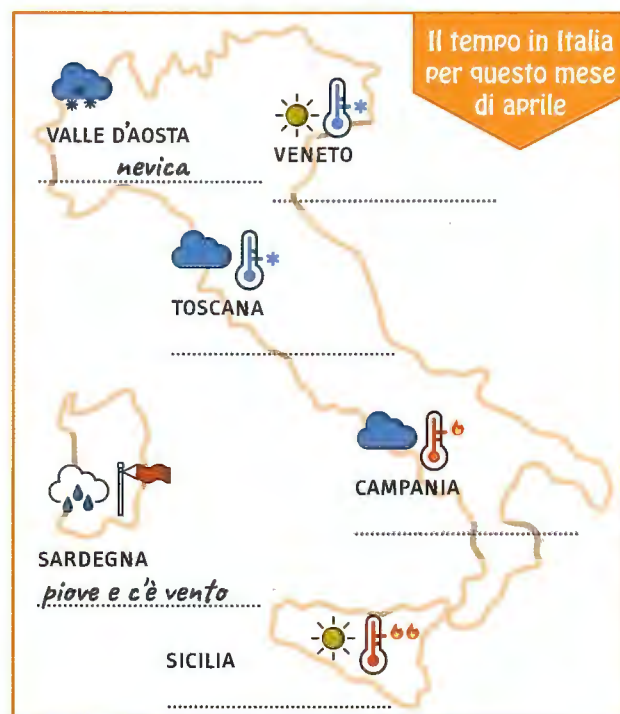 Il tempo in Italia
per questo mese
di aprile
VALLE D'AOSTA
nevica
VENETO
TOSCANA
CAMPANIA
SARDEGNA
piove e c'è vento
SICILIA